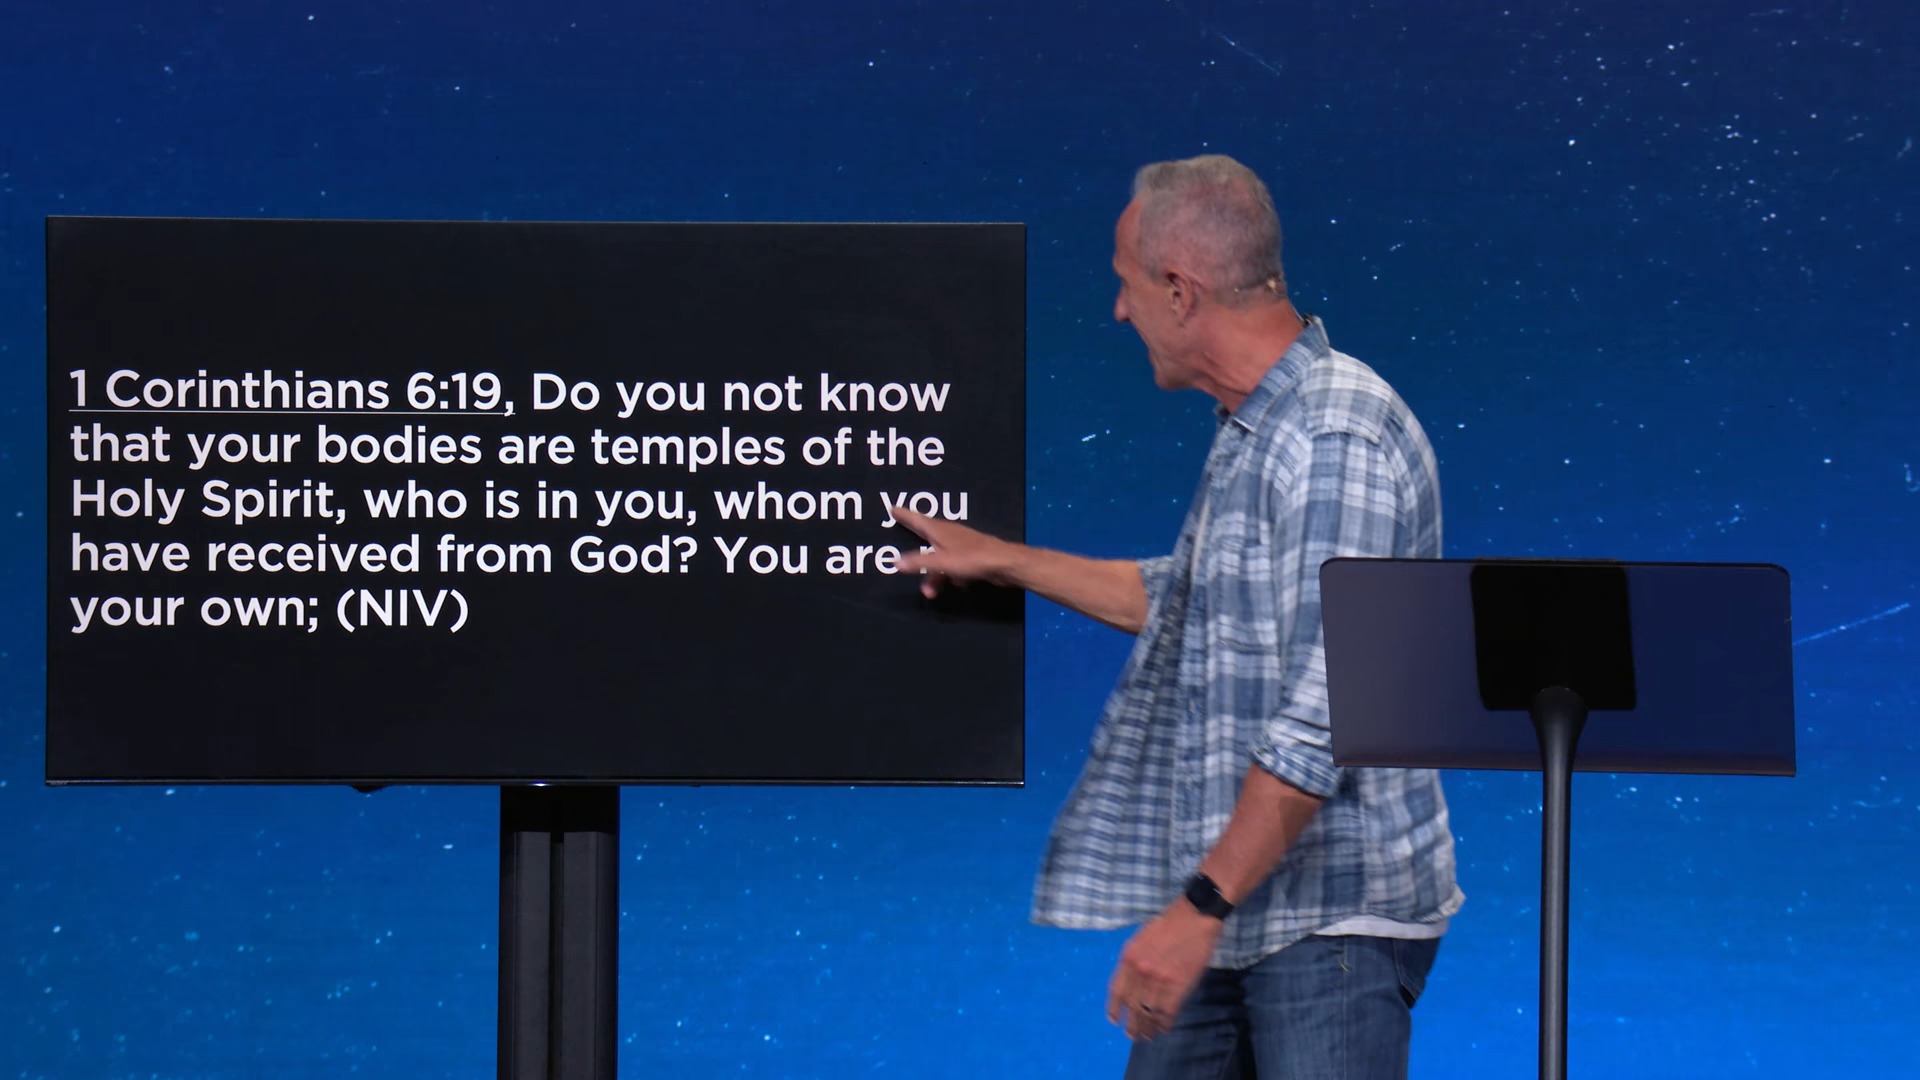 1 Corinthians 6:19, Do you not know
that your bodies are temples of the
Holy Spirit, who is in you, whom you
have received from God? You are
your own; (NIV)